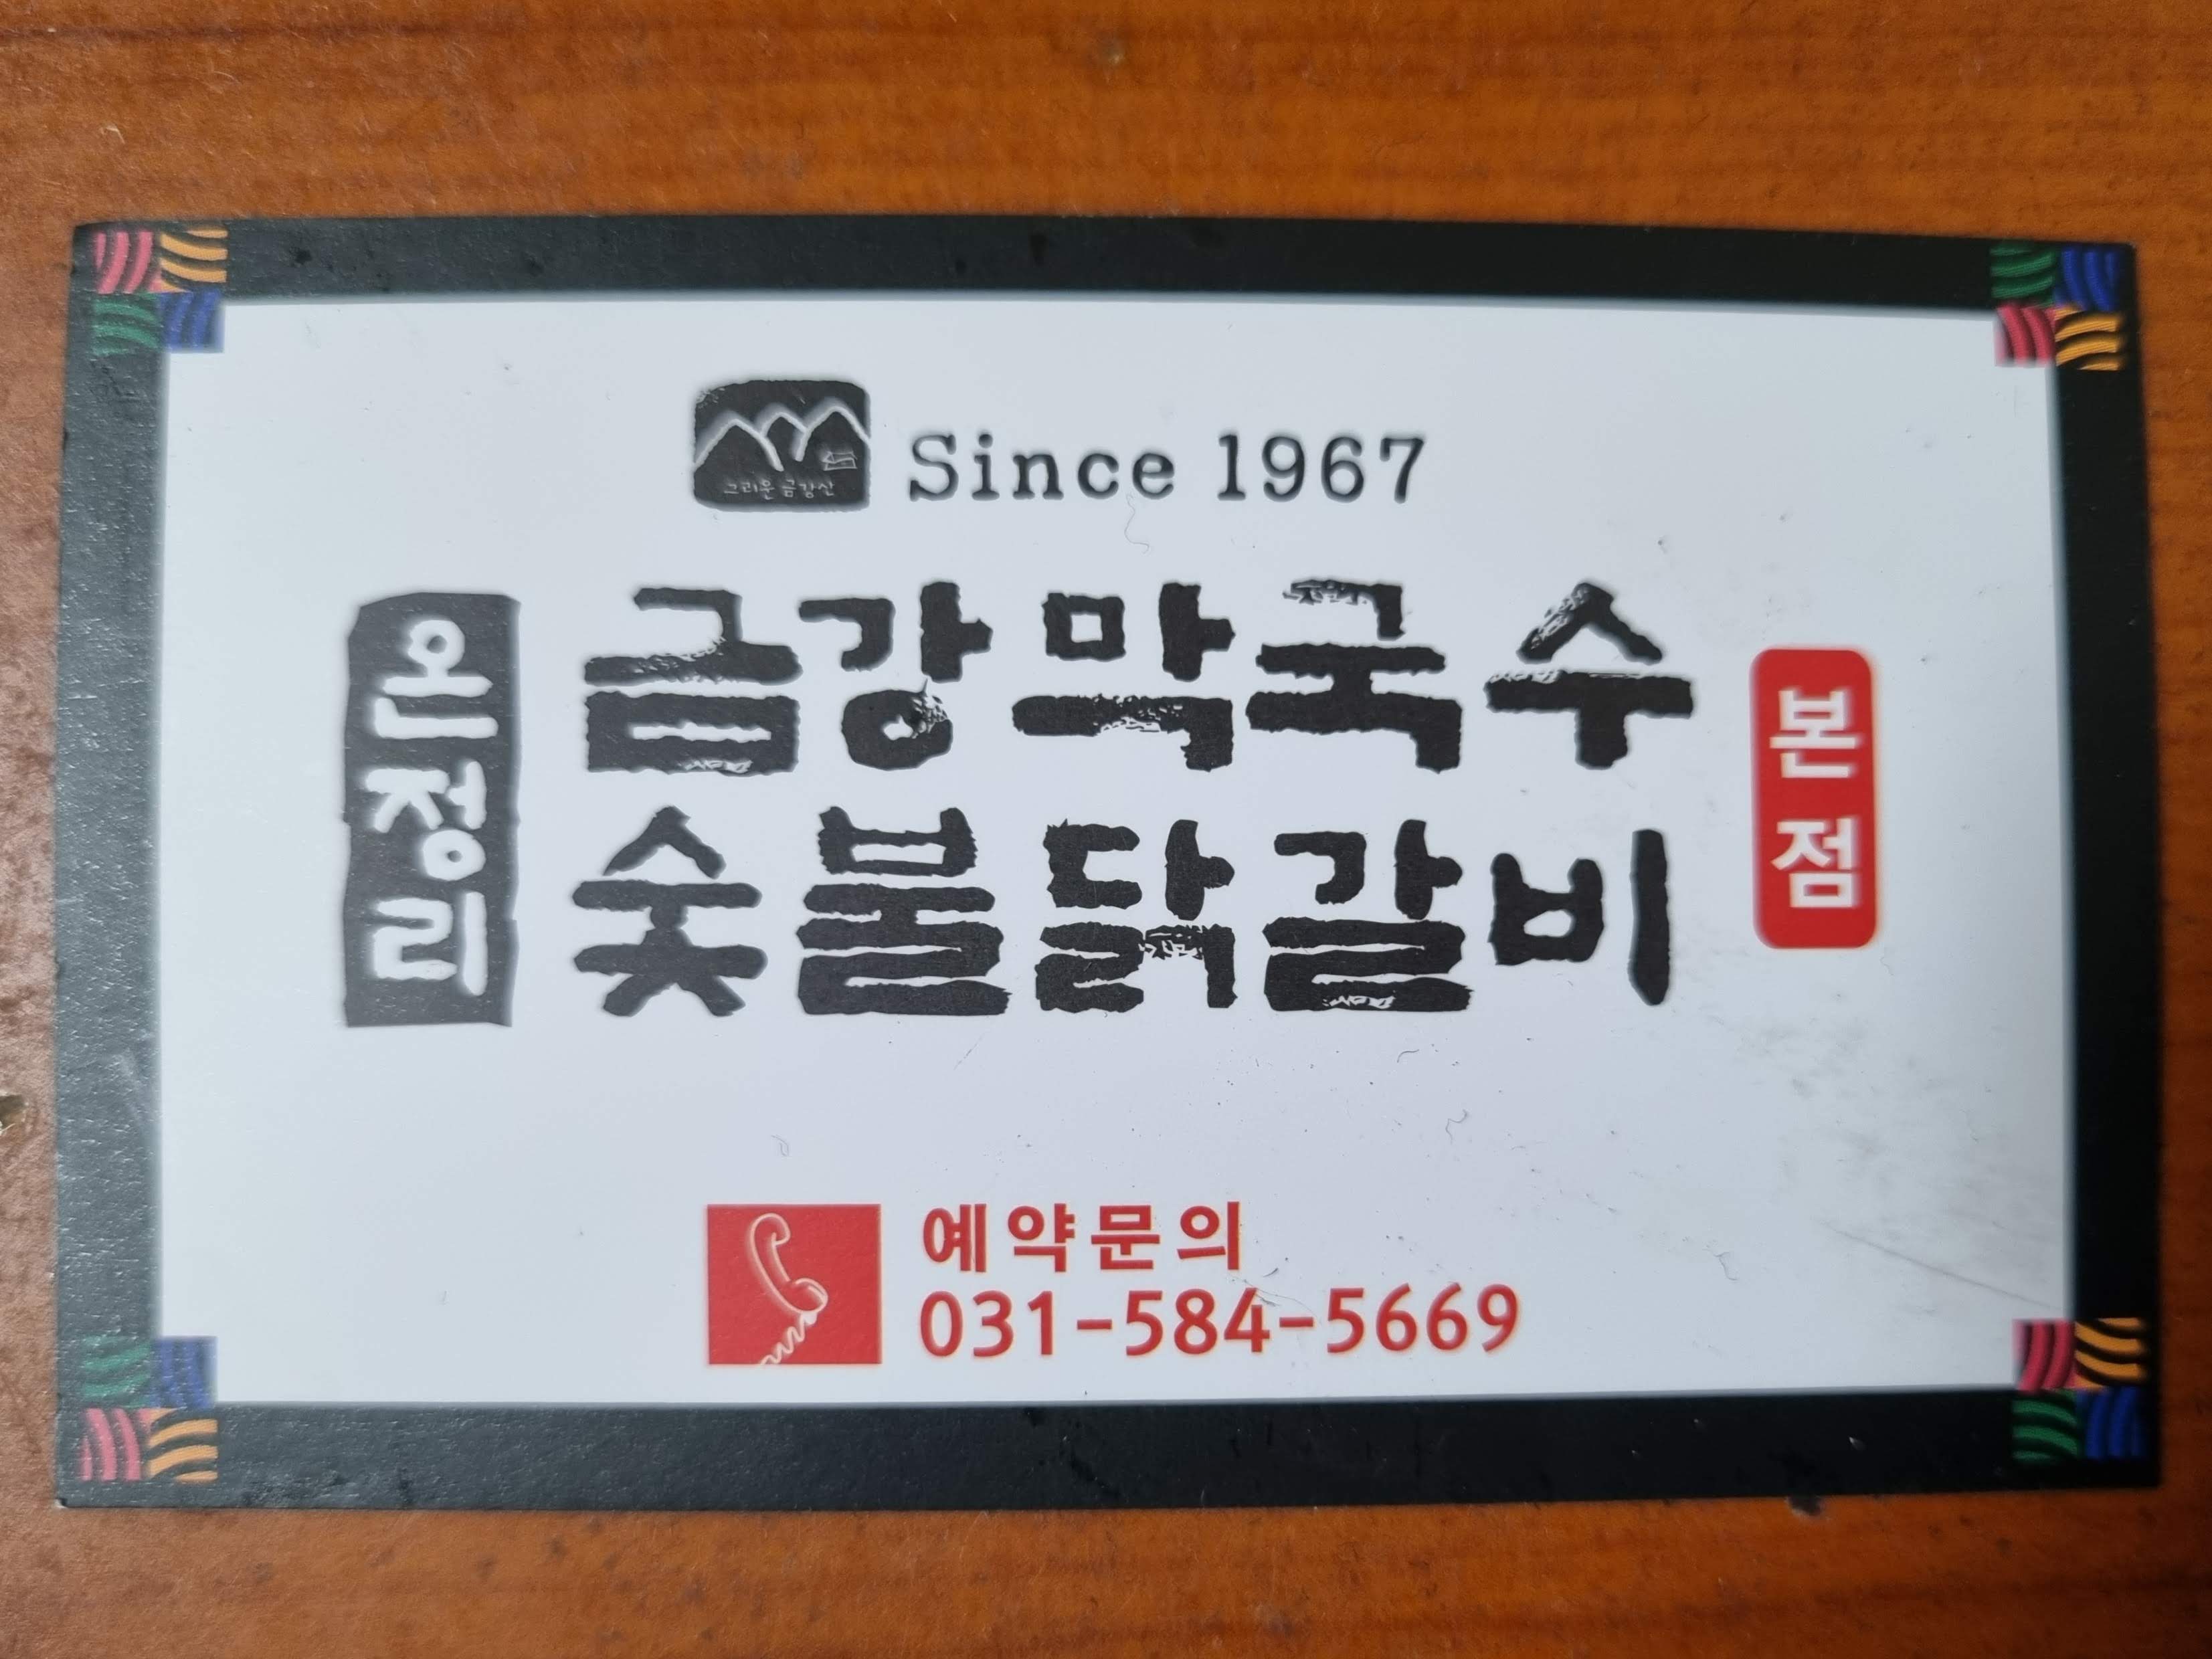 그리운 금강산
Since 1967
온정리
금강막국수
숯불닭갈비
본점
예약문의
031-584-5669